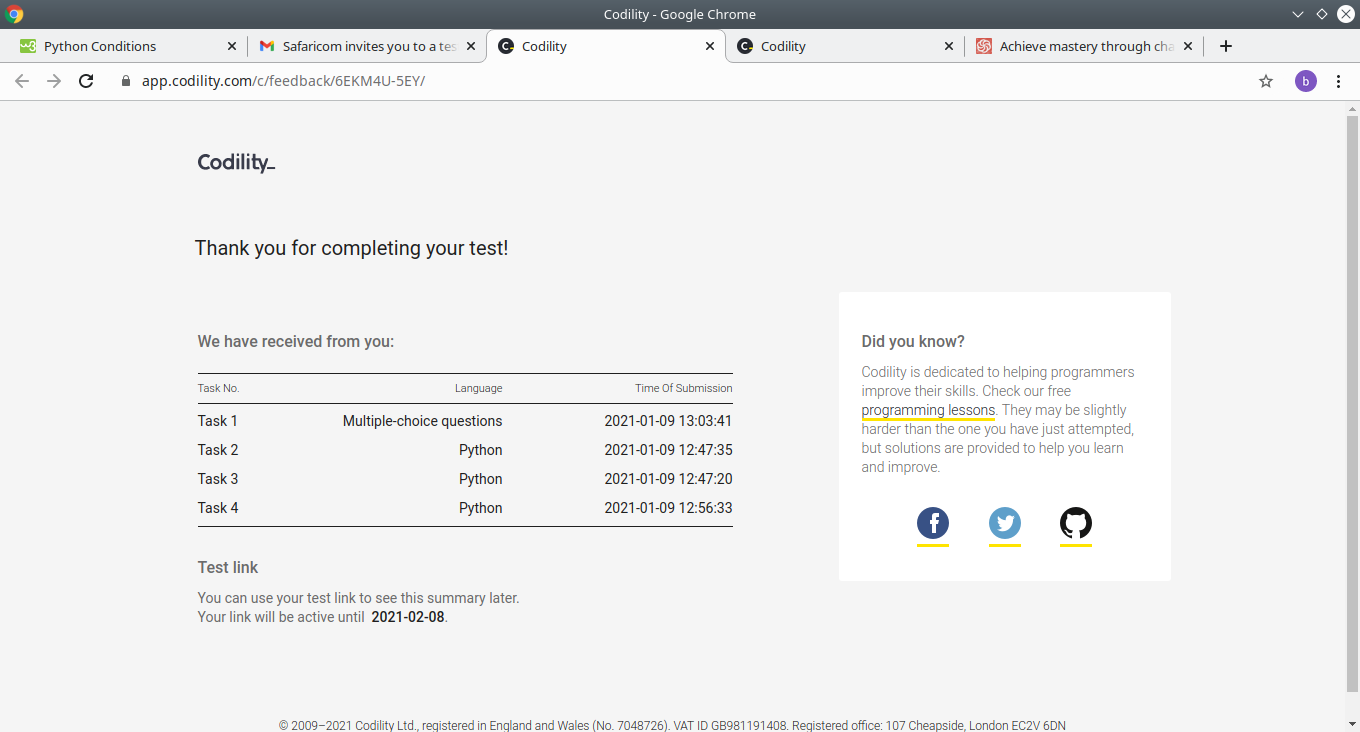 Codility - Google Chrome
Python Conditions
Safaricom invites you to a tes
Codility
Codility
Achieve mastery through cha
app.codility.com/c/feedback/6EKM4U-5EY/
b
Codility_
Thank you for completing your test!
We have received from you:
Task No. Language Time Of Submission
Task 1 Multiple-choice questions 2021-01-09 13:03:41
Task 2 Python 2021-01-09 12:47:35
Task 3 Python 2021-01-09 12:47:20
Task 4 Python 2021-01-09 12:56:33
Test link
You can use your test link to see this summary later.
Your link will be active until 2021-02-08.
Did you know?
Codility is dedicated to helping programmers
improve their skills. Check our free
programming lessons. They may be slightly
harder than the one you have just attempted,
but solutions are provided to help you learn
and improve.
© 2009–2021 Codility Ltd., registered in England and Wales (No. 7048726). VAT ID GB981191408. Registered office: 107 Cheapside, London EC2V 6DN